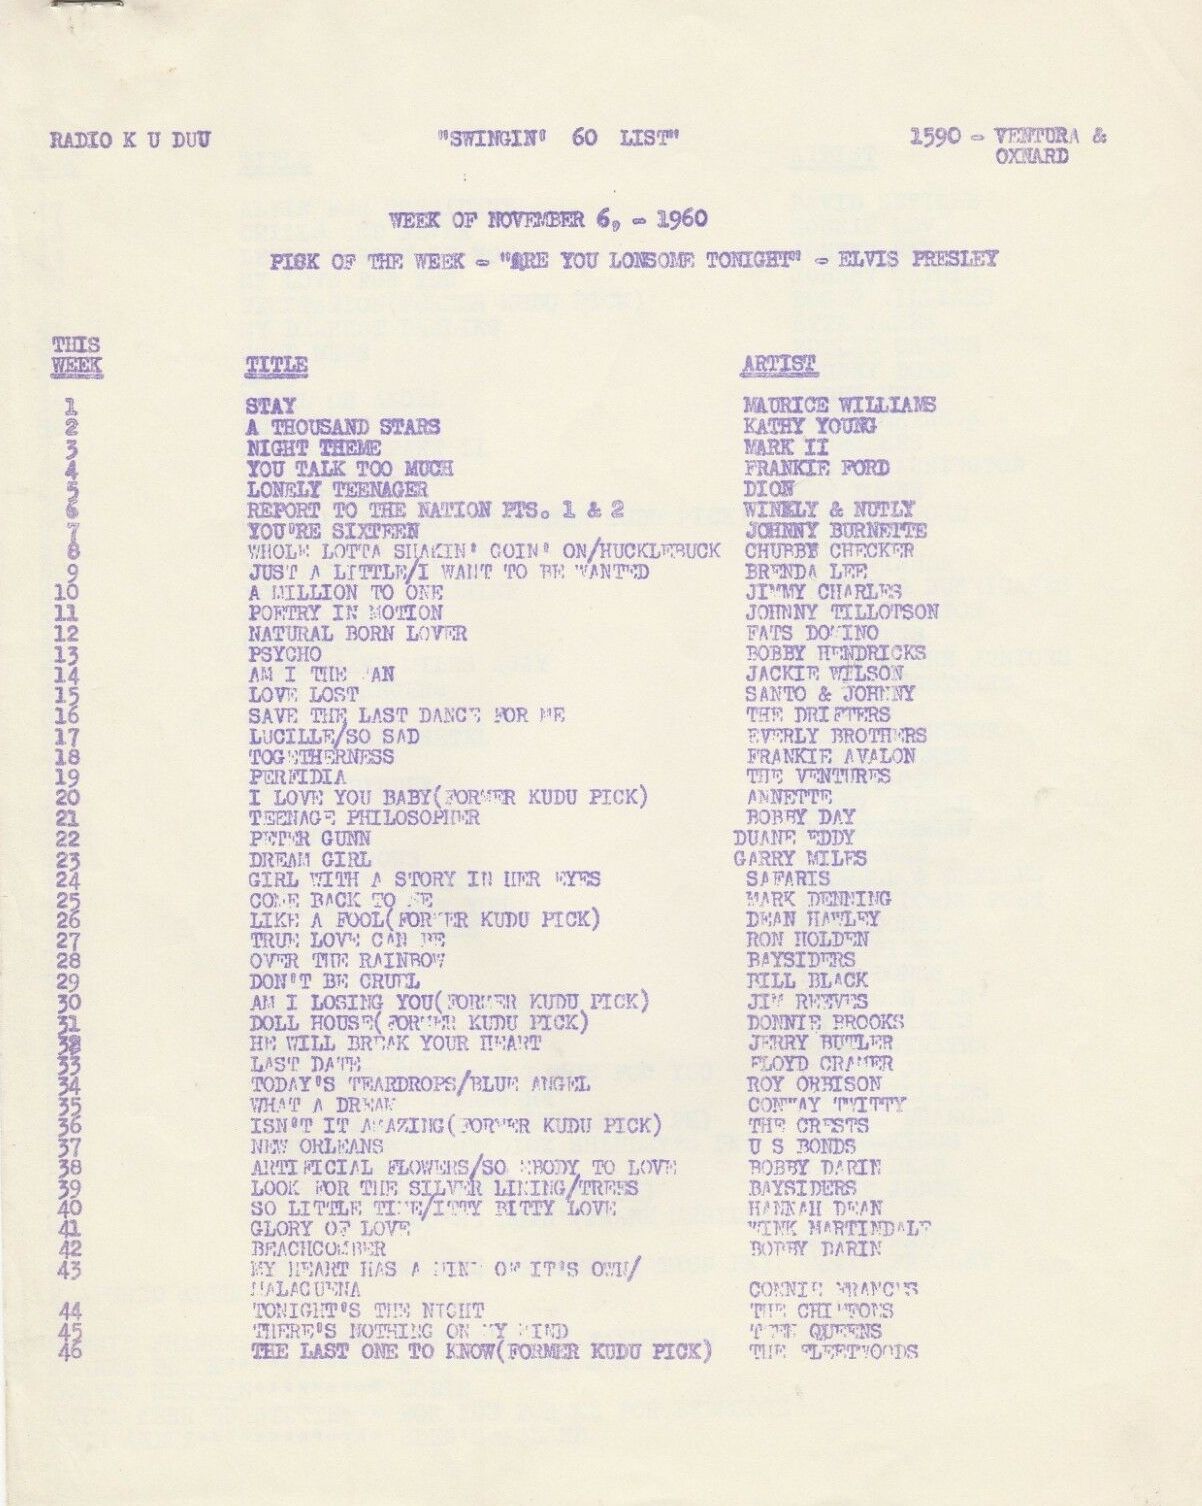 RADIO K U DUU "SWINGIN' 60 LIST" 1590 - VENTURA &
OXNARD
WEEK OF NOVEMBER 6, - 1960
PICK OF THE WEEK - "ARE YOU LONSOME TONIGHT" - ELVIS PRESLEY
THIS
WEEK TITLE ARTIST
1 STAY MAURICE WILLIAMS
2 A THOUSAND STARS KATHY YOUNG
3 NIGHT THEME MARK II
4 YOU TALK TOO MUCH FRANKIE FORD
5 LONELY TEENAGER DION
6 REPORT TO THE NATION PTS. 1 & 2 WINKLY & NUTLY
7 YOU'RE SIXTEEN JOHNNY BURNETTE
8 WHOLE LOTTA SHAKIN' GOIN' ON/HUCKLEBUCK CHUBBY CHECKER
9 JUST A LITTLE/I WANT TO BE WANTED BRENDA LEE
10 A MILLION TO ONE JIMMY CHARLES
11 POETRY IN MOTION JOHNNY TILLOTSON
12 NATURAL BORN LOVER FATS DOMINO
13 PSYCHO BOBBY HENDRICKS
14 AM I THE MAN JACKIE WILSON
15 LOVE LOST SANTO & JOHNNY
16 SAVE THE LAST DANCE FOR ME THE DRIFTERS
17 LUCILLE/SO SAD EVERLY BROTHERS
18 TOGETHERNESS FRANKIE AVALON
19 PERFIDIA THE VENTURES
20 I LOVE YOU BABY(FORMER KUDU PICK) ANNETTE
21 TEENAGE PHILOSOPHER BOBBY DAY
22 PETER GUNN DUANE EDDY
23 DREAM GIRL GARRY MILES
24 GIRL WITH A STORY IN HER EYES SAFARIS
25 COME BACK TO ME MARK DENNING
26 LIKE A FOOL(FORMER KUDU PICK) DEAN HAWLEY
27 TRUE LOVE CAN BE RON HOLDEN
28 OVER THE RAINBOW BAYSIDERS
29 DON'T BE CRUEL BILL BLACK
30 AM I LOSING YOU(FORMER KUDU PICK) JIM REEVES
31 DOLL HOUSE(FORMER KUDU PICK) DONNIE BROOKS
32 HE WILL BREAK YOUR HEART JERRY BUTLER
33 LAST DATE FLOYD CRAMER
34 TODAY'S TEARDROPS/BLUE ANGEL ROY ORBISON
35 WHAT A DREAM CONWAY TWITTY
36 ISN'T IT AMAZING(FORMER KUDU PICK) THE CRESTS
37 NEW ORLEANS U S BONDS
38 ARTIFICIAL FLOWERS/SOMEBODY TO LOVE BOBBY DARIN
39 LOOK FOR THE SILVER LINING/TREES BAYSIDERS
40 SO LITTLE TIME/ITTY BITTY LOVE HANNAH DEAN
41 GLORY OF LOVE WINK MARTINDALE
42 BEACHCOMBER BOBBY DARIN
43 MY HEART HAS A MIND OF IT'S OWN/
MALAGUENA CONNIE FRANCIS
44 TONIGHT'S THE NIGHT THE CHIFFONS
45 THERE'S NOTHING ON MY MIND TEEN QUEENS
46 THE LAST ONE TO KNOW(FORMER KUDU PICK) THE FLEETWOODS